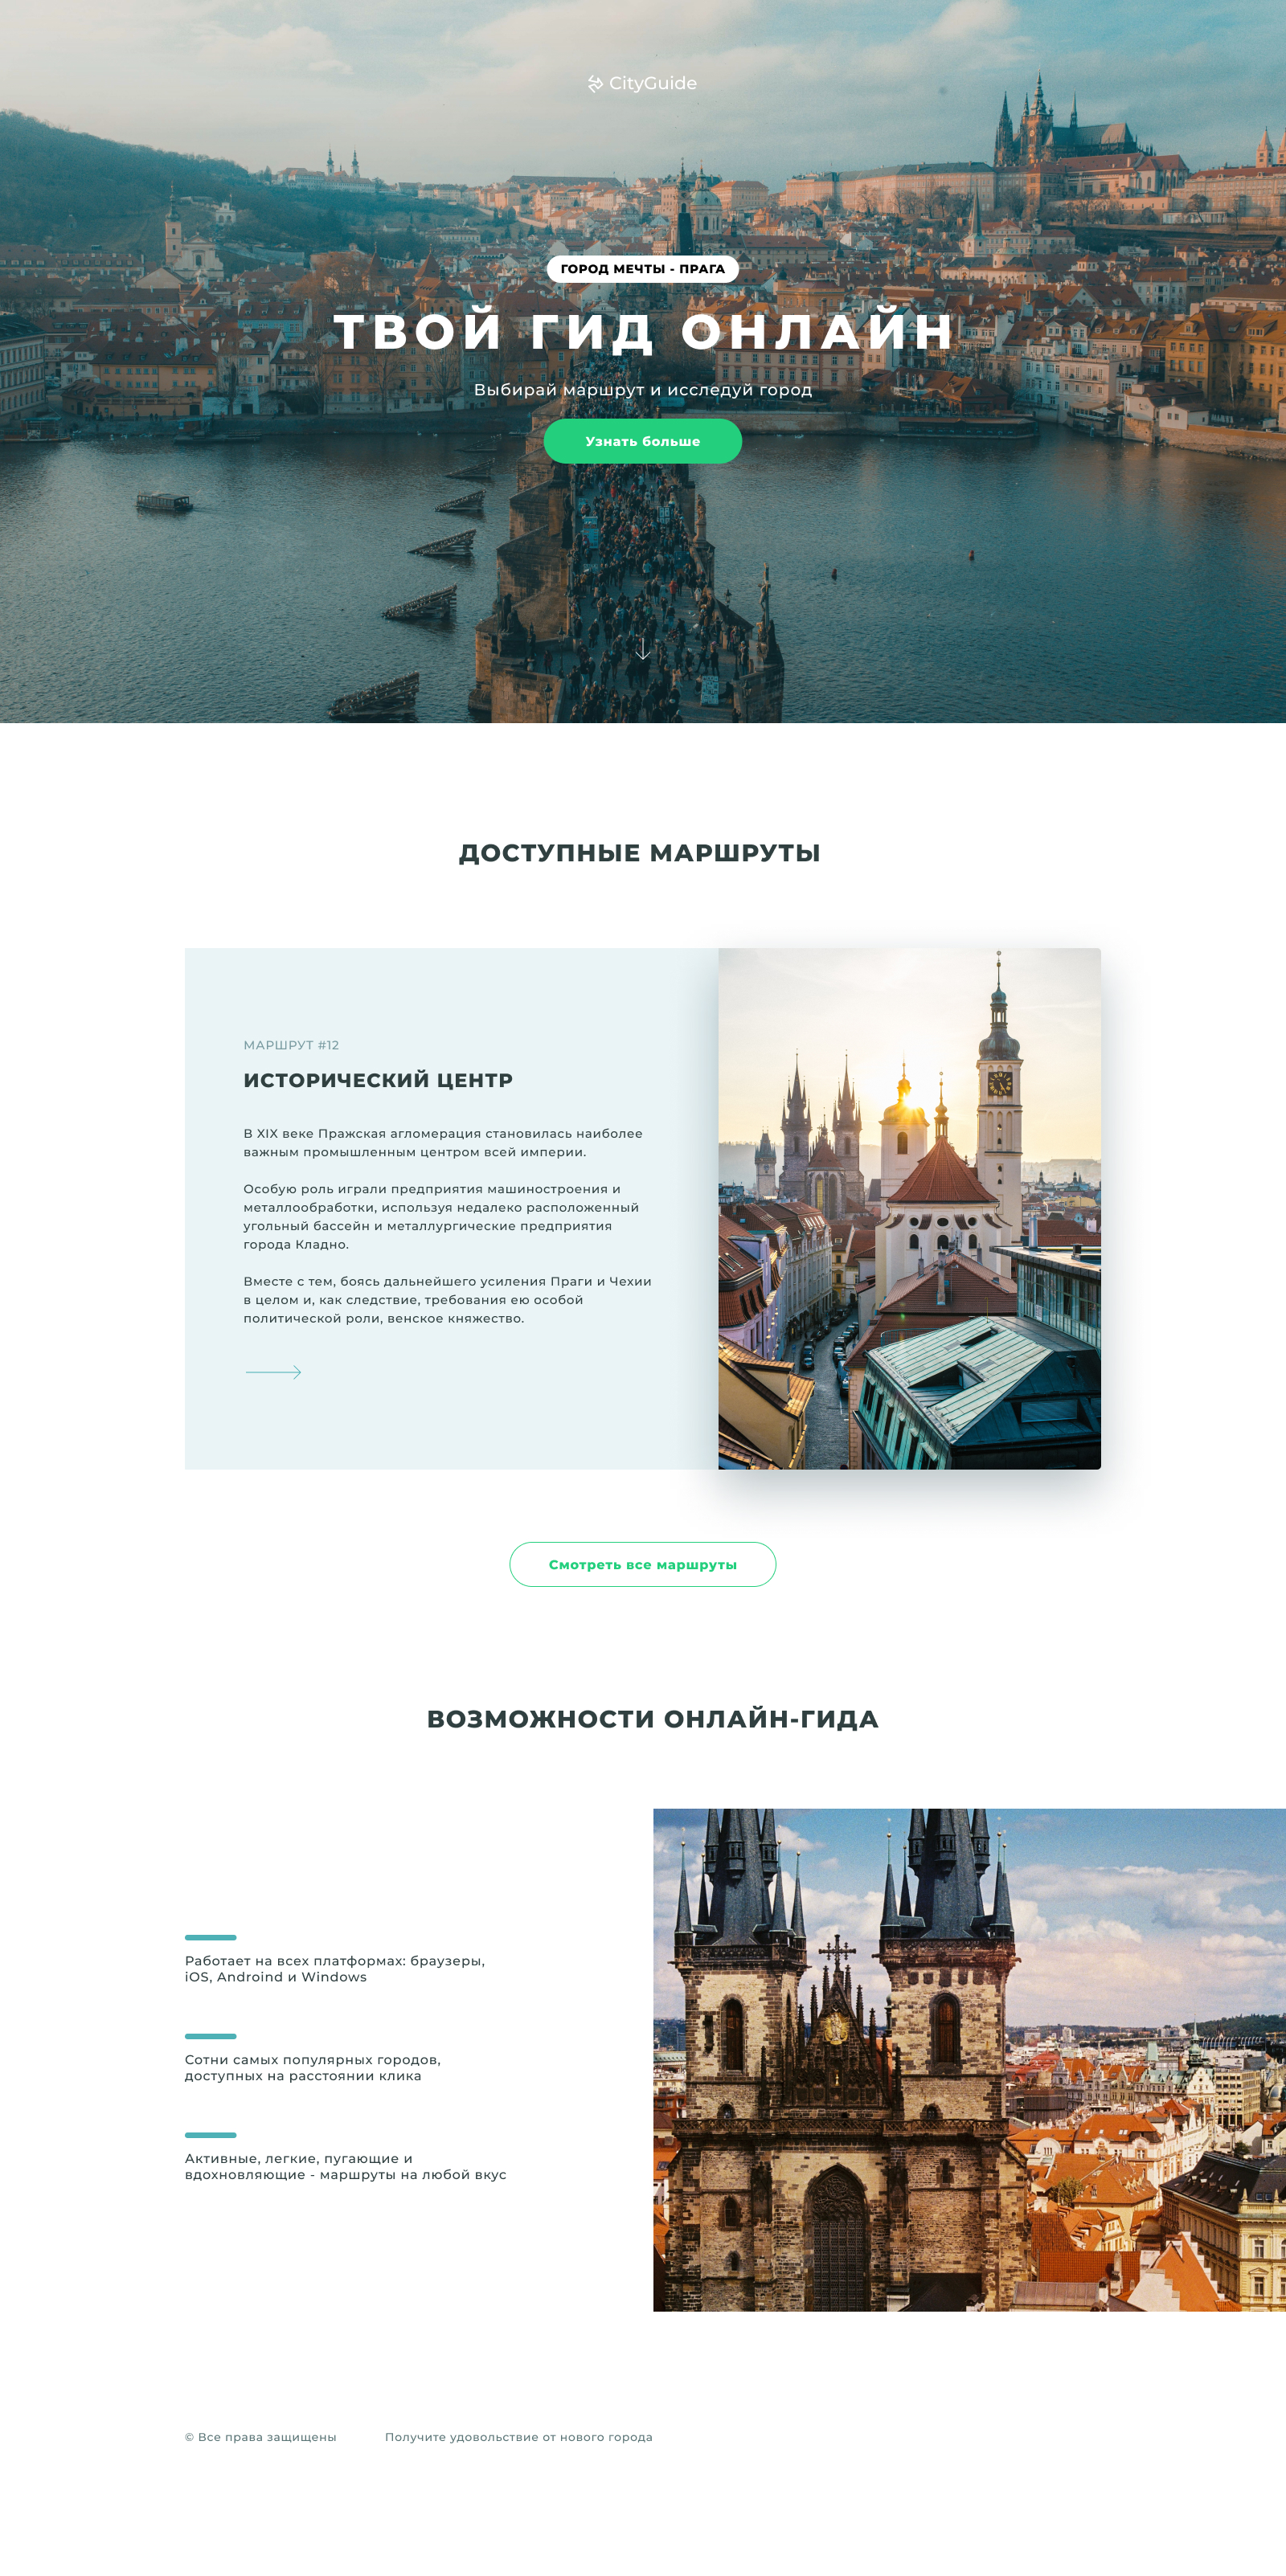 CityGuide
ГОРОД МЕЧТЫ - ПРАГА
ТВОЙ ГИД ОНЛАЙН
Выбирай маршрут и исследуй город
Узнать больше
ДОСТУПНЫЕ МАРШРУТЫ
МАРШРУТ #12
ИСТОРИЧЕСКИЙ ЦЕНТР
В XIX веке Пражская агломерация становилась наиболее
важным промышленным центром всей империи.
Особую роль играли предприятия машиностроения и
металлообработки, используя недалеко расположенный
угольный бассейн и металлургические предприятия
города Кладно.
Вместе с тем, боясь дальнейшего усиления Праги и Чехии
в целом и, как следствие, требования ею особой
политической роли, венское княжество.
Смотреть все маршруты
ВОЗМОЖНОСТИ ОНЛАЙН-ГИДА
Работает на всех платформах: браузеры,
iOS, Androind и Windows
Сотни самых популярных городов,
доступных на расстоянии клика
Активные, легкие, пугающие и
вдохновляющие - маршруты на любой вкус
© Все права защищены
Получите удовольствие от нового города